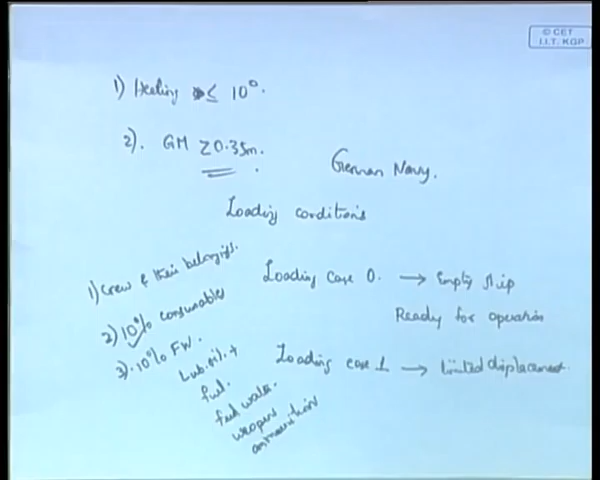 © CET
I.I.T. KGP
1) Heeling ≤ 10°.
2). GM ≥ 0.35m.
German Navy.
Loading conditions
Loading case 0. → Empty ship
Ready for operation
Loading case 1 → limited displacement.
1) Crew & their belongings.
2) 10% consumables
3). 10% FW.
Lub. oil. +
fuel.
feed water.
weapons
ammunition